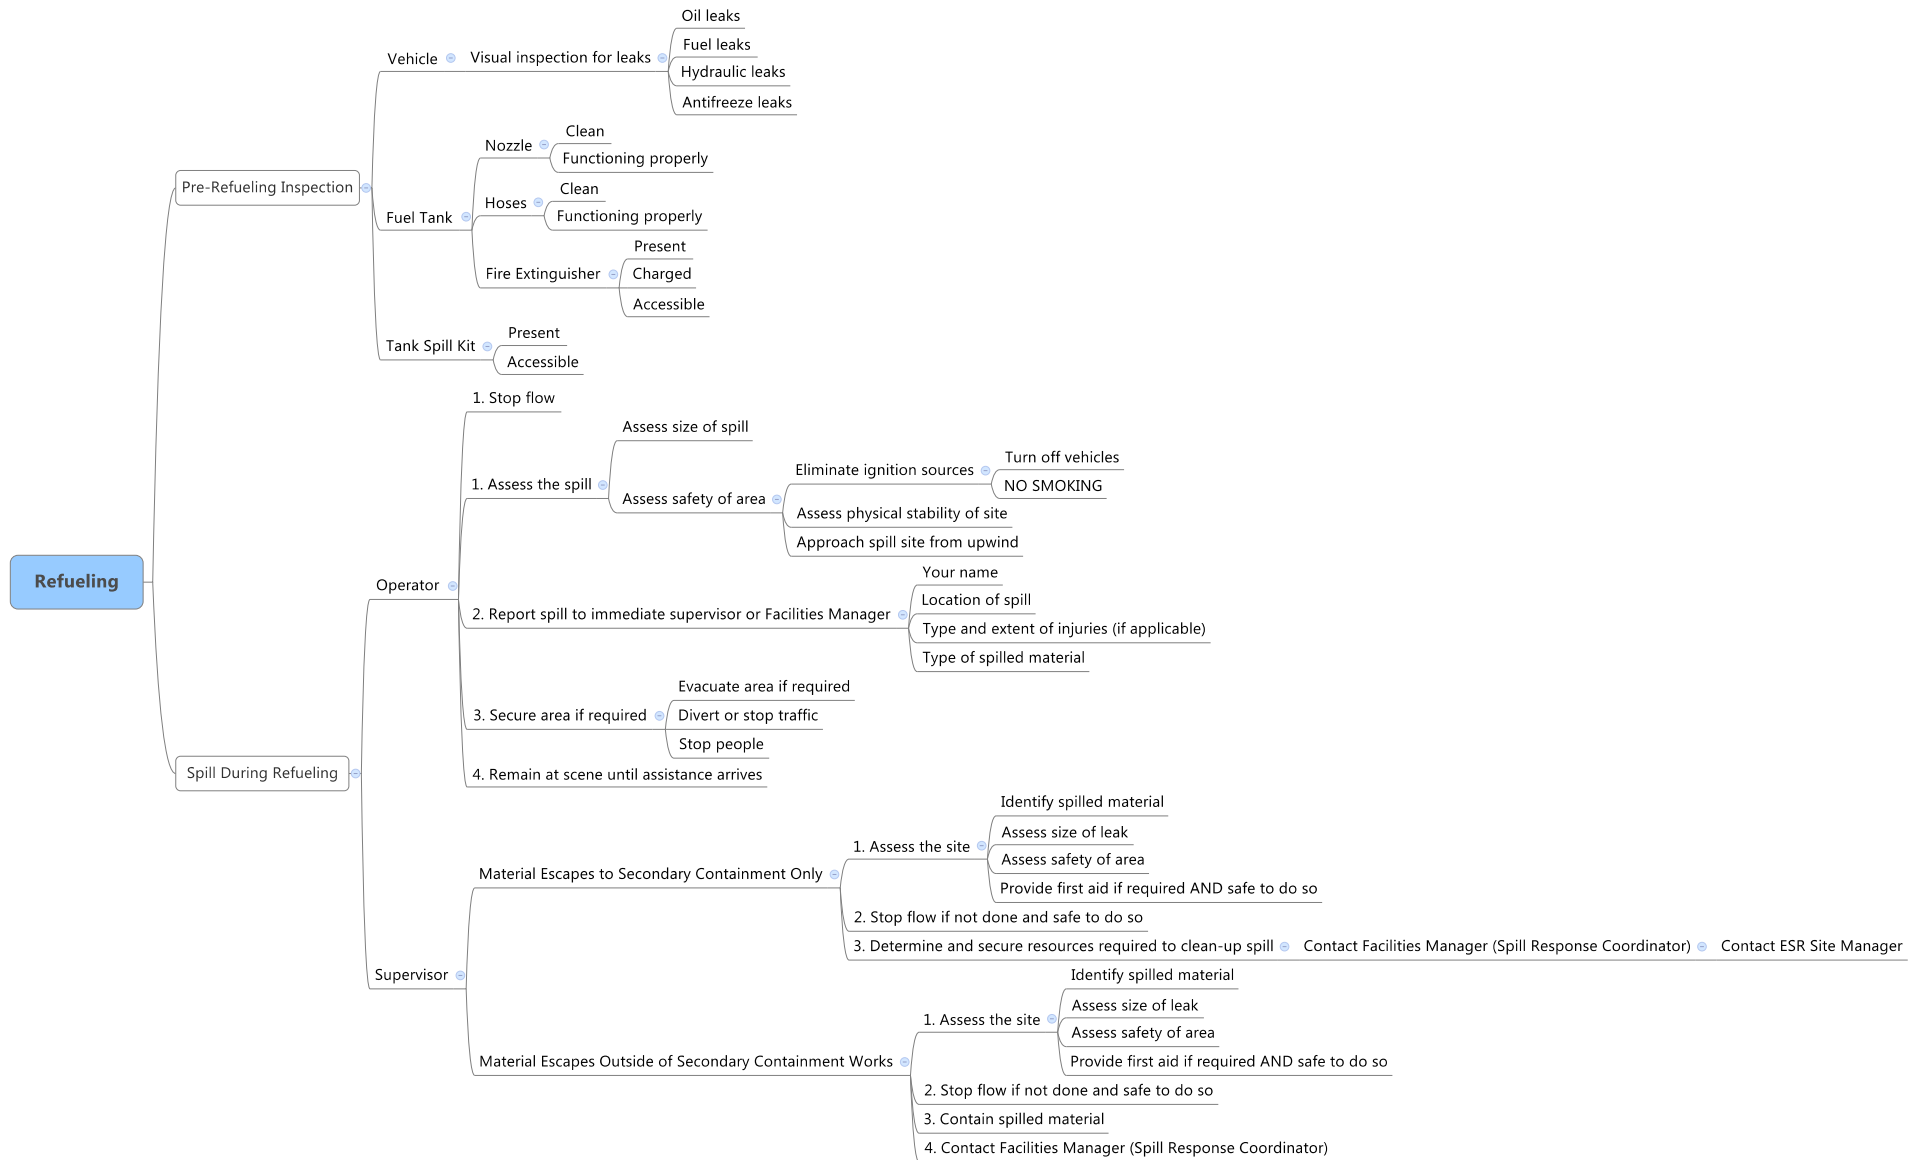 Refueling
Pre-Refueling Inspection
Vehicle
Visual inspection for leaks
Oil leaks
Fuel leaks
Hydraulic leaks
Antifreeze leaks
Fuel Tank
Nozzle
Clean
Functioning properly
Hoses
Clean
Functioning properly
Fire Extinguisher
Present
Charged
Accessible
Tank Spill Kit
Present
Accessible
Spill During Refueling
Operator
1. Stop flow
1. Assess the spill
Assess size of spill
Assess safety of area
Eliminate ignition sources
Turn off vehicles
NO SMOKING
Assess physical stability of site
Approach spill site from upwind
2. Report spill to immediate supervisor or Facilities Manager
Your name
Location of spill
Type and extent of injuries (if applicable)
Type of spilled material
3. Secure area if required
Evacuate area if required
Divert or stop traffic
Stop people
4. Remain at scene until assistance arrives
Supervisor
Material Escapes to Secondary Containment Only
1. Assess the site
Identify spilled material
Assess size of leak
Assess safety of area
Provide first aid if required AND safe to do so
2. Stop flow if not done and safe to do so
3. Determine and secure resources required to clean-up spill
Contact Facilities Manager (Spill Response Coordinator)
Contact ESR Site Manager
Material Escapes Outside of Secondary Containment Works
1. Assess the site
Identify spilled material
Assess size of leak
Assess safety of area
Provide first aid if required AND safe to do so
2. Stop flow if not done and safe to do so
3. Contain spilled material
4. Contact Facilities Manager (Spill Response Coordinator)